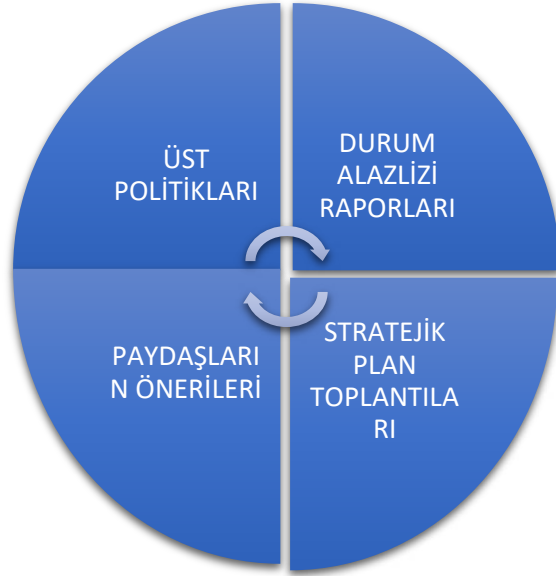 ÜST
POLİTİKLARI
DURUM
ALAZLİZİ
RAPORLARI
PAYDAŞLARI
N ÖNERİLERİ
STRATEJİK
PLAN
TOPLANTILA
RI